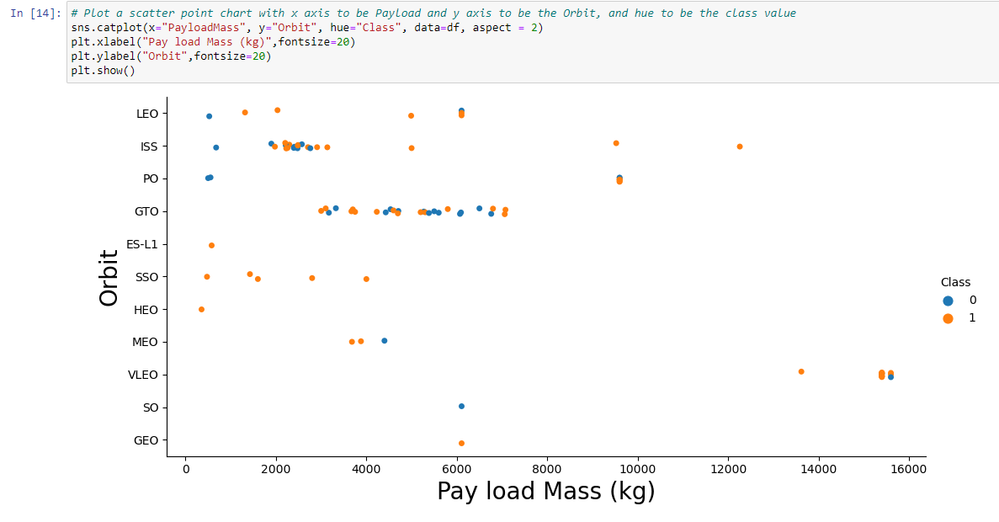 In [14]: # Plot a scatter point chart with x axis to be Payload and y axis to be the Orbit, and hue to be the class value
sns.catplot(x="PayloadMass", y="Orbit", hue="Class", data=df, aspect = 2)
plt.xlabel("Pay load Mass (kg)",fontsize=20)
plt.ylabel("Orbit",fontsize=20)
plt.show()
LEO
ISS
PO
GTO
ES-L1
SSO
HEO
MEO
VLEO
SO
GEO
Orbit
Class
0
1
0 2000 4000 6000 8000 10000 12000 14000 16000
Pay load Mass (kg)